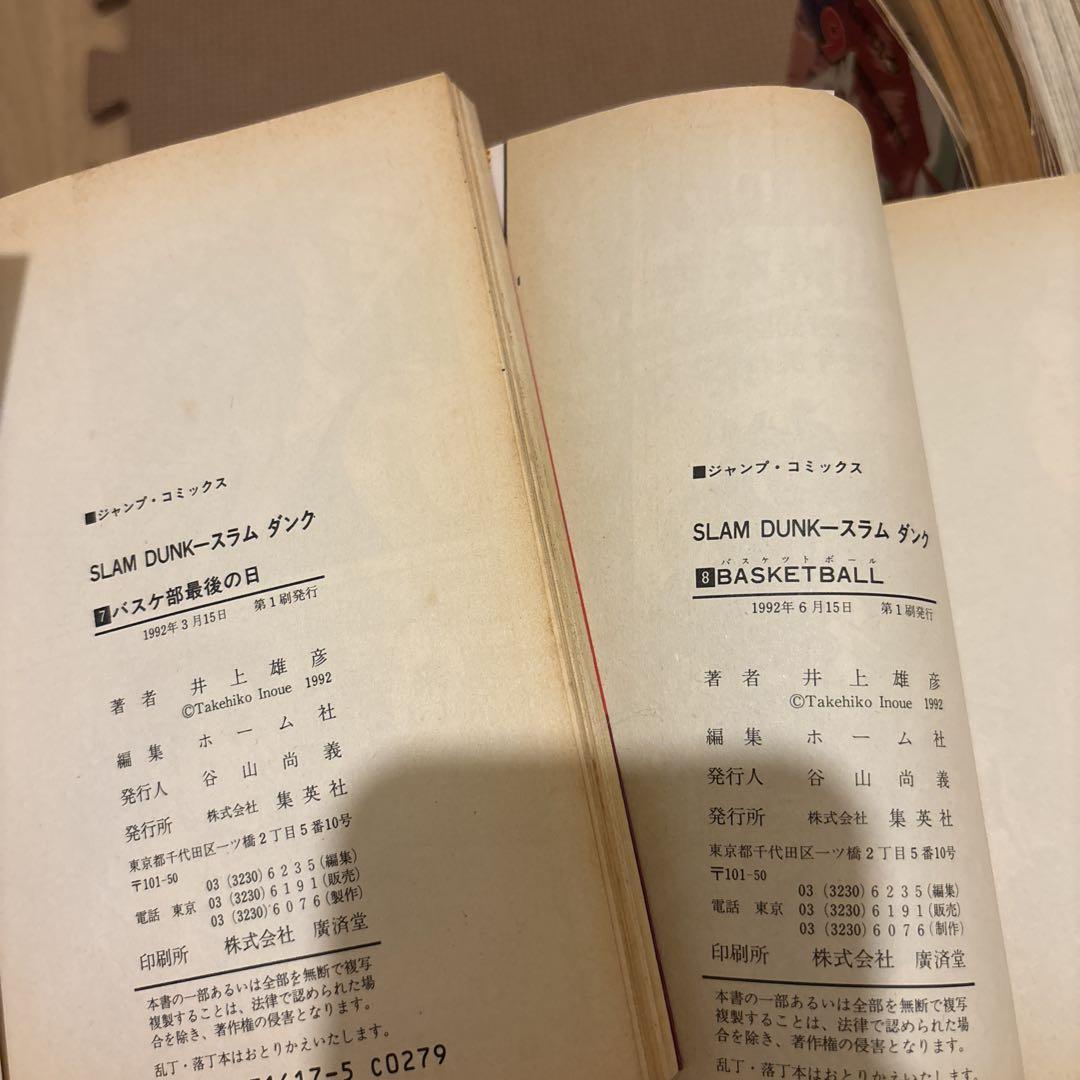 ■ジャンプ・コミックス
SLAM DUNK—スラム ダンク
7 バスケ部最後の日
1992年3月15日 第1刷発行
著者 井上雄彦
©Takehiko Inoue 1992
編集 ホーム社
発行人 谷山尚義
発行所 株式会社 集英社
東京都千代田区一ツ橋2丁目5番10号
〒101-50
03 (3230) 6235 (編集)
電話 東京 03 (3230) 6191 (販売)
03 (3230) 6076 (製作)
印刷所 株式会社 廣済堂
本書の一部あるいは全部を無断で複写
複製することは、法律で認められた場
合を除き、著作権の侵害となります。
乱丁・落丁本はおとりかえいたします。
617-5 C0279
■ジャンプ・コミックス
SLAM DUNK—スラム ダンク
バスケツトボール
8 BASKETBALL
1992年6月15日 第1刷発行
著者 井上雄彦
©Takehiko Inoue 1992
編集 ホーム社
発行人 谷山尚義
発行所 株式会社 集英社
東京都千代田区一ツ橋2丁目5番10号
〒101-50
03 (3230) 6235 (編集)
電話 東京 03 (3230) 6191 (販売)
03 (3230) 6076 (制作)
印刷所 株式会社 廣済堂
本書の一部あるいは全部を無断で複写
複製することは、法律で認められた場
合を除き、著作権の侵害となります。
乱丁・落丁本はおとりかえいたします。